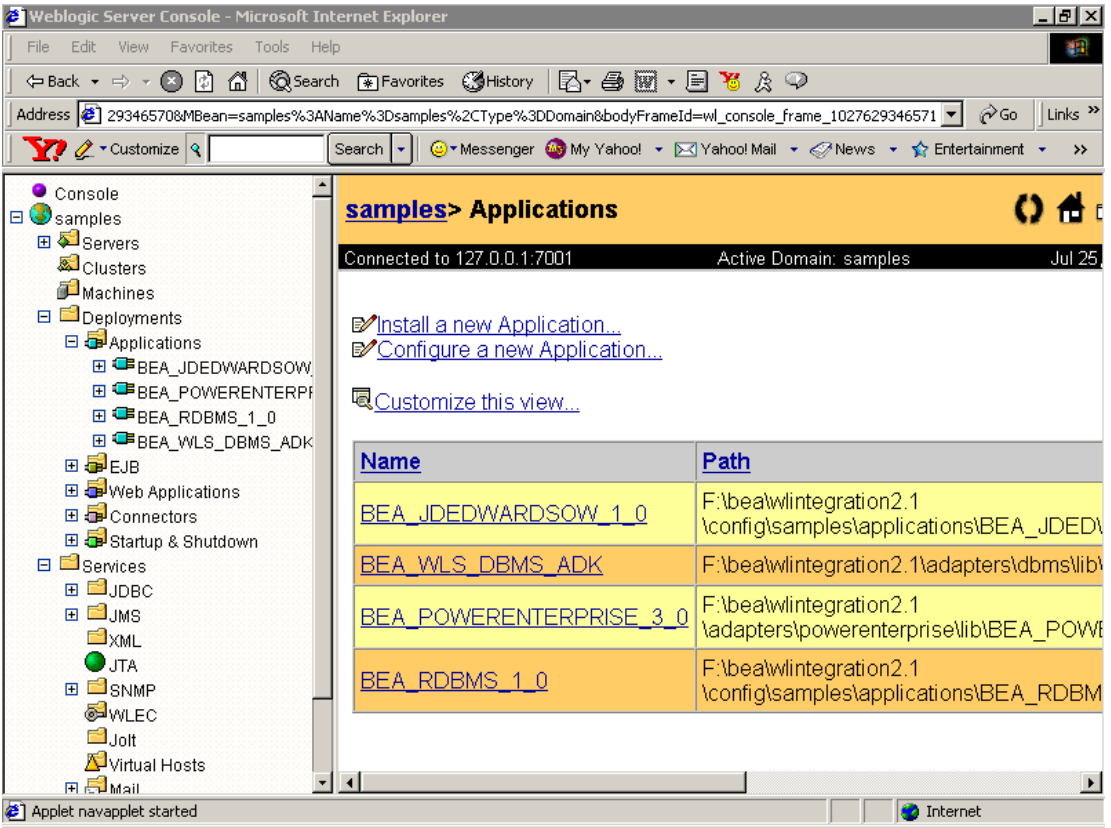 Weblogic Server Console - Microsoft Internet Explorer
File Edit View Favorites Tools Help
Back Search Favorites History
Address 29346570&MBean=samples%3AName%3Dsamples%2CType%3DDomain&bodyFrameId=wl_console_frame_1027629346571 Go Links »
Y7 Customize Search Messenger My Yahoo! Yahoo! Mail News Entertainment »
Console
samples
Servers
Clusters
Machines
Deployments
Applications
BEA_JDEDWARDSOW_
BEA_POWERENTERPR
BEA_RDBMS_1_0
BEA_WLS_DBMS_ADK
EJB
Web Applications
Connectors
Startup & Shutdown
Services
JDBC
JMS
XML
JTA
SNMP
WLEC
Jolt
Virtual Hosts
Mail
samples> Applications
Connected to 127.0.0.1:7001 Active Domain: samples Jul 25,
Install a new Application...
Configure a new Application...
Customize this view...
Name Path
BEA_JDEDWARDSOW_1_0 F:\bea\wlintegration2.1
\config\samples\applications\BEA_JDED\
BEA_WLS_DBMS_ADK F:\bea\wlintegration2.1\adapters\dbms\lib\
BEA_POWERENTERPRISE_3_0 F:\bea\wlintegration2.1
\adapters\powerenterprise\lib\BEA_POWE
BEA_RDBMS_1_0 F:\bea\wlintegration2.1
\config\samples\applications\BEA_RDBM
Applet navapplet started Internet